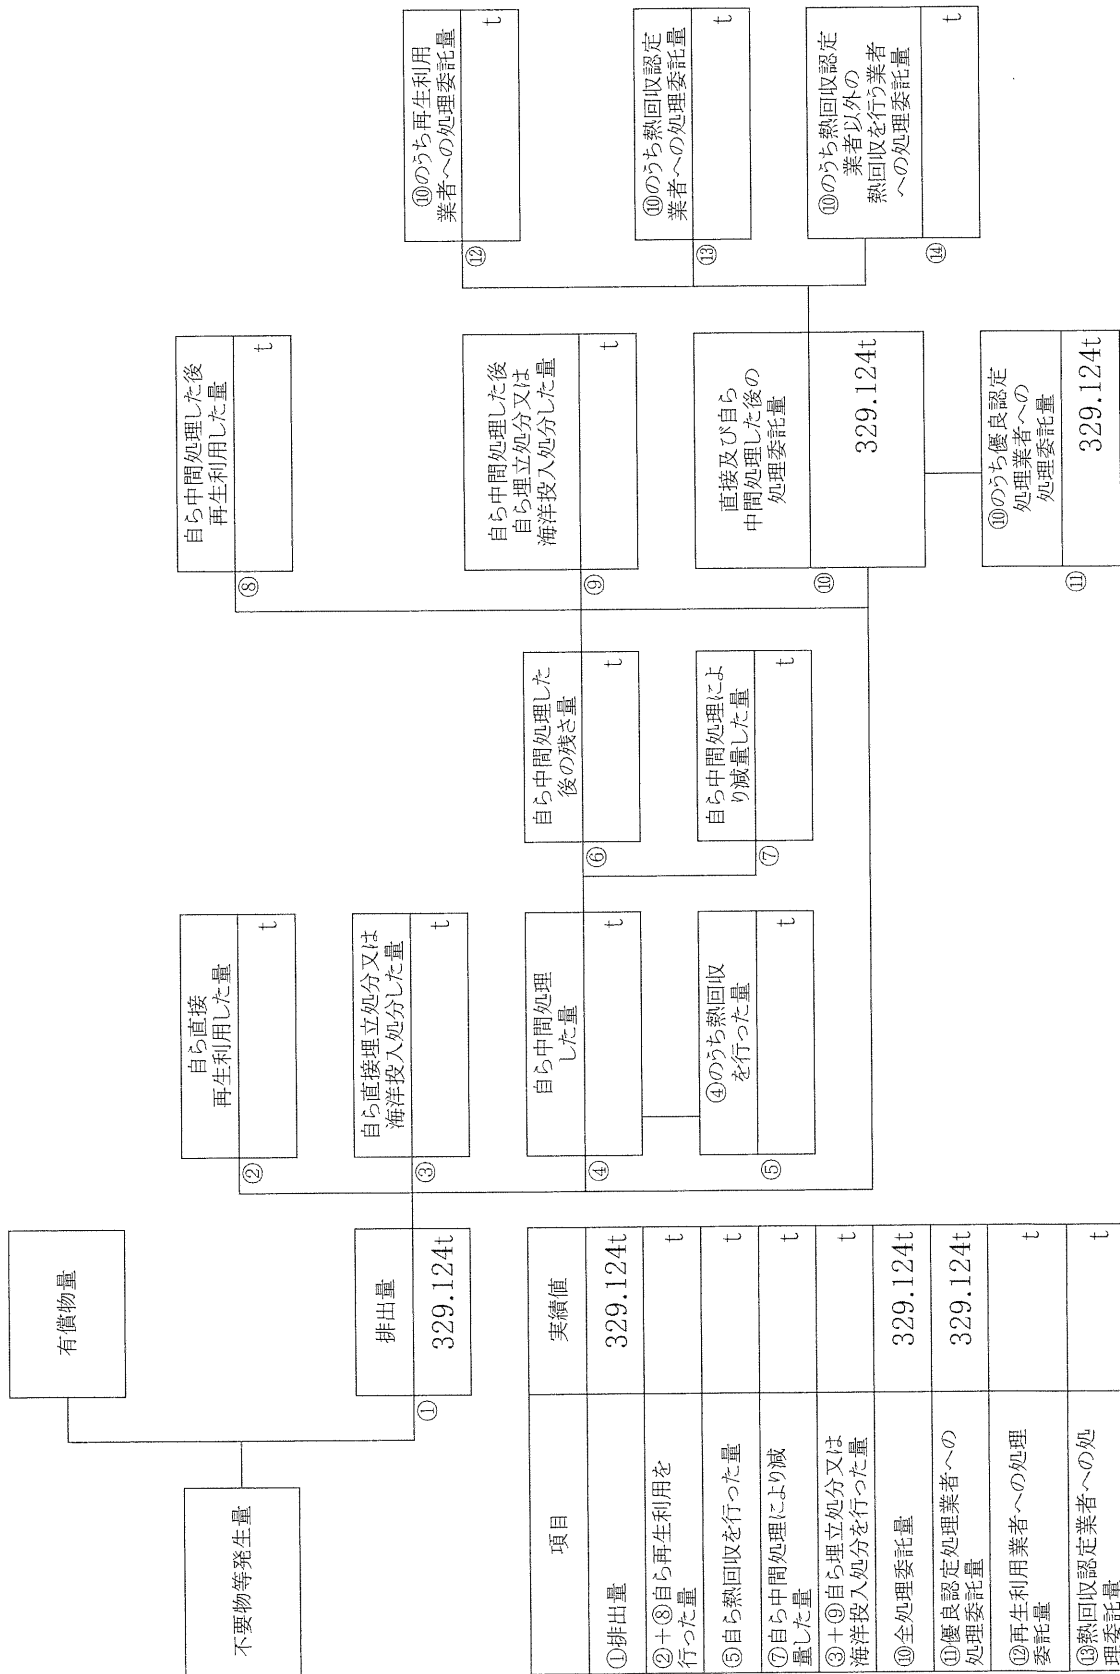 不要物等発生量
有償物量
排出量
①
329.124t
自ら直接
再生利用した量
②
t
自ら直接埋立処分又は
海洋投入処分した量
③
t
自ら中間処理
した量
④
t
④のうち熱回収
を行った量
⑤
t
自ら中間処理した
後の残さ量
⑥
t
自ら中間処理によ
り減量した量
⑦
t
自ら中間処理した後
再生利用した量
⑧
t
自ら中間処理した後
自ら埋立処分又は
海洋投入処分した量
⑨
t
直接及び自ら
中間処理した後の
処理委託量
⑩
329.124t
⑩のうち優良認定
処理業者への
処理委託量
⑪
329.124t
⑩のうち再生利用
業者への処理委託量
⑫
t
⑩のうち熱回収認定
業者への処理委託量
⑬
t
⑩のうち熱回収認定
業者以外の
熱回収を行う業者
への処理委託量
⑭
t
項目 実績値
①排出量 329.124t
②+⑧自ら再生利用を
行った量 t
⑤自ら熱回収を行った量 t
⑦自ら中間処理により減
量した量 t
③+⑨自ら埋立処分又は
海洋投入処分を行った量 t
⑩全処理委託量 329.124t
⑪優良認定処理業者への
処理委託量 329.124t
⑫再生利用業者への処理
委託量 t
⑬熱回収認定業者への処
理委託量 t